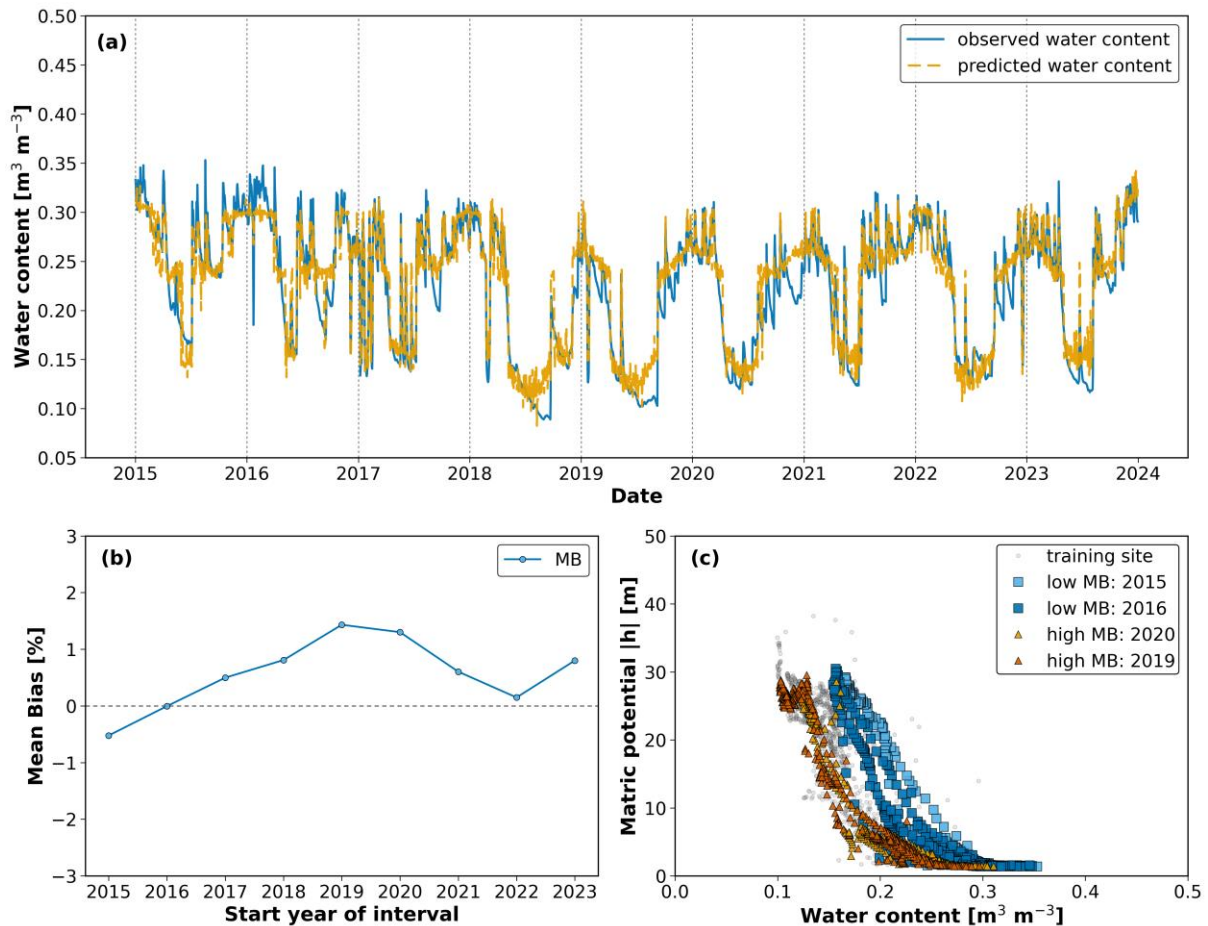 (a)
observed water content
predicted water content
Water content [m³ m⁻³]
0.50
0.45
0.40
0.35
0.30
0.25
0.20
0.15
0.10
0.05
2015 2016 2017 2018 2019 2020 2021 2022 2023 2024
Date
(b)
MB
Mean Bias [%]
3
2
1
0
−1
−2
−3
2015 2016 2017 2018 2019 2020 2021 2022 2023
Start year of interval
(c)
training site
low MB: 2015
low MB: 2016
high MB: 2020
high MB: 2019
Matric potential |h| [m]
50
40
30
20
10
0
0.0 0.1 0.2 0.3 0.4 0.5
Water content [m³ m⁻³]